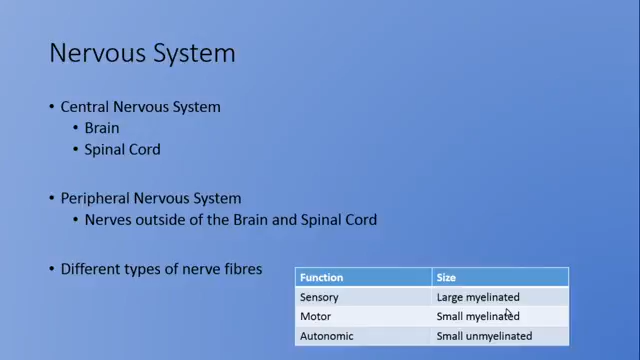 Nervous System
• Central Nervous System
• Brain
• Spinal Cord
• Peripheral Nervous System
• Nerves outside of the Brain and Spinal Cord
• Different types of nerve fibres
Function Size
Sensory Large myelinated
Motor Small myelinated
Autonomic Small unmyelinated